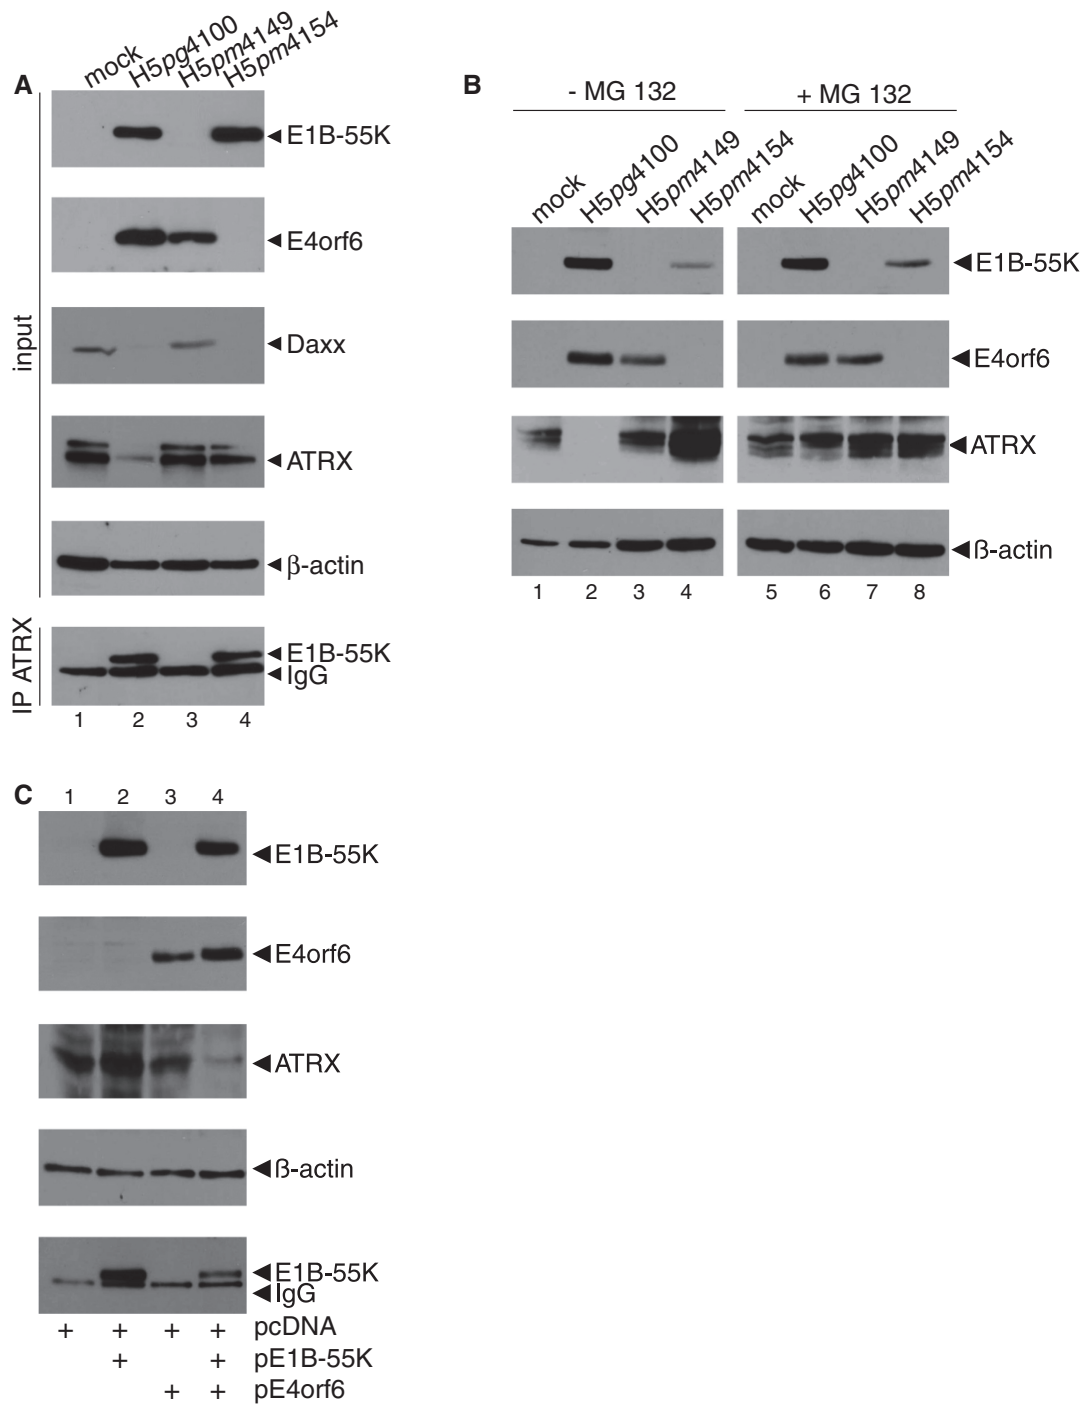 A
mock
H5pg4100
H5pm4149
H5pm4154
input
E1B-55K
E4orf6
Daxx
ATRX
β-actin
IP ATRX
E1B-55K
IgG
1 2 3 4
B
- MG 132
+ MG 132
mock
H5pg4100
H5pm4149
H5pm4154
mock
H5pg4100
H5pm4149
H5pm4154
E1B-55K
E4orf6
ATRX
ß-actin
1 2 3 4 5 6 7 8
C
1 2 3 4
E1B-55K
E4orf6
ATRX
ß-actin
E1B-55K
IgG
+ + + + pcDNA
+ + pE1B-55K
+ + pE4orf6